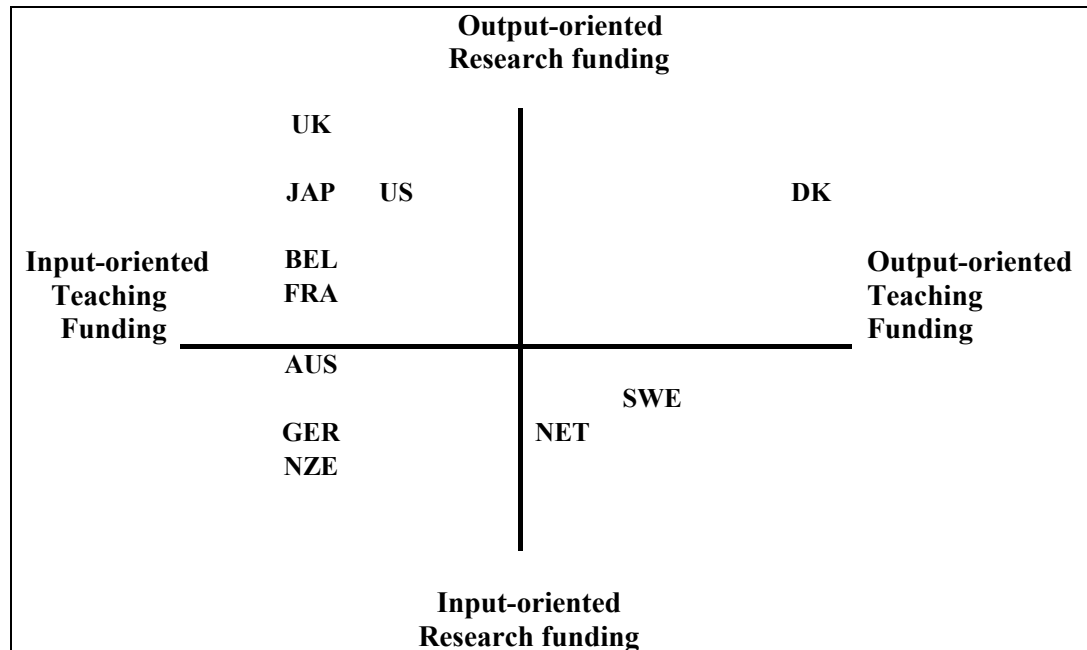 Output-oriented
Research funding
UK
JAP US DK
Input-oriented BEL Output-oriented
Teaching FRA Teaching
Funding Funding
AUS
SWE
GER NET
NZE
Input-oriented
Research funding